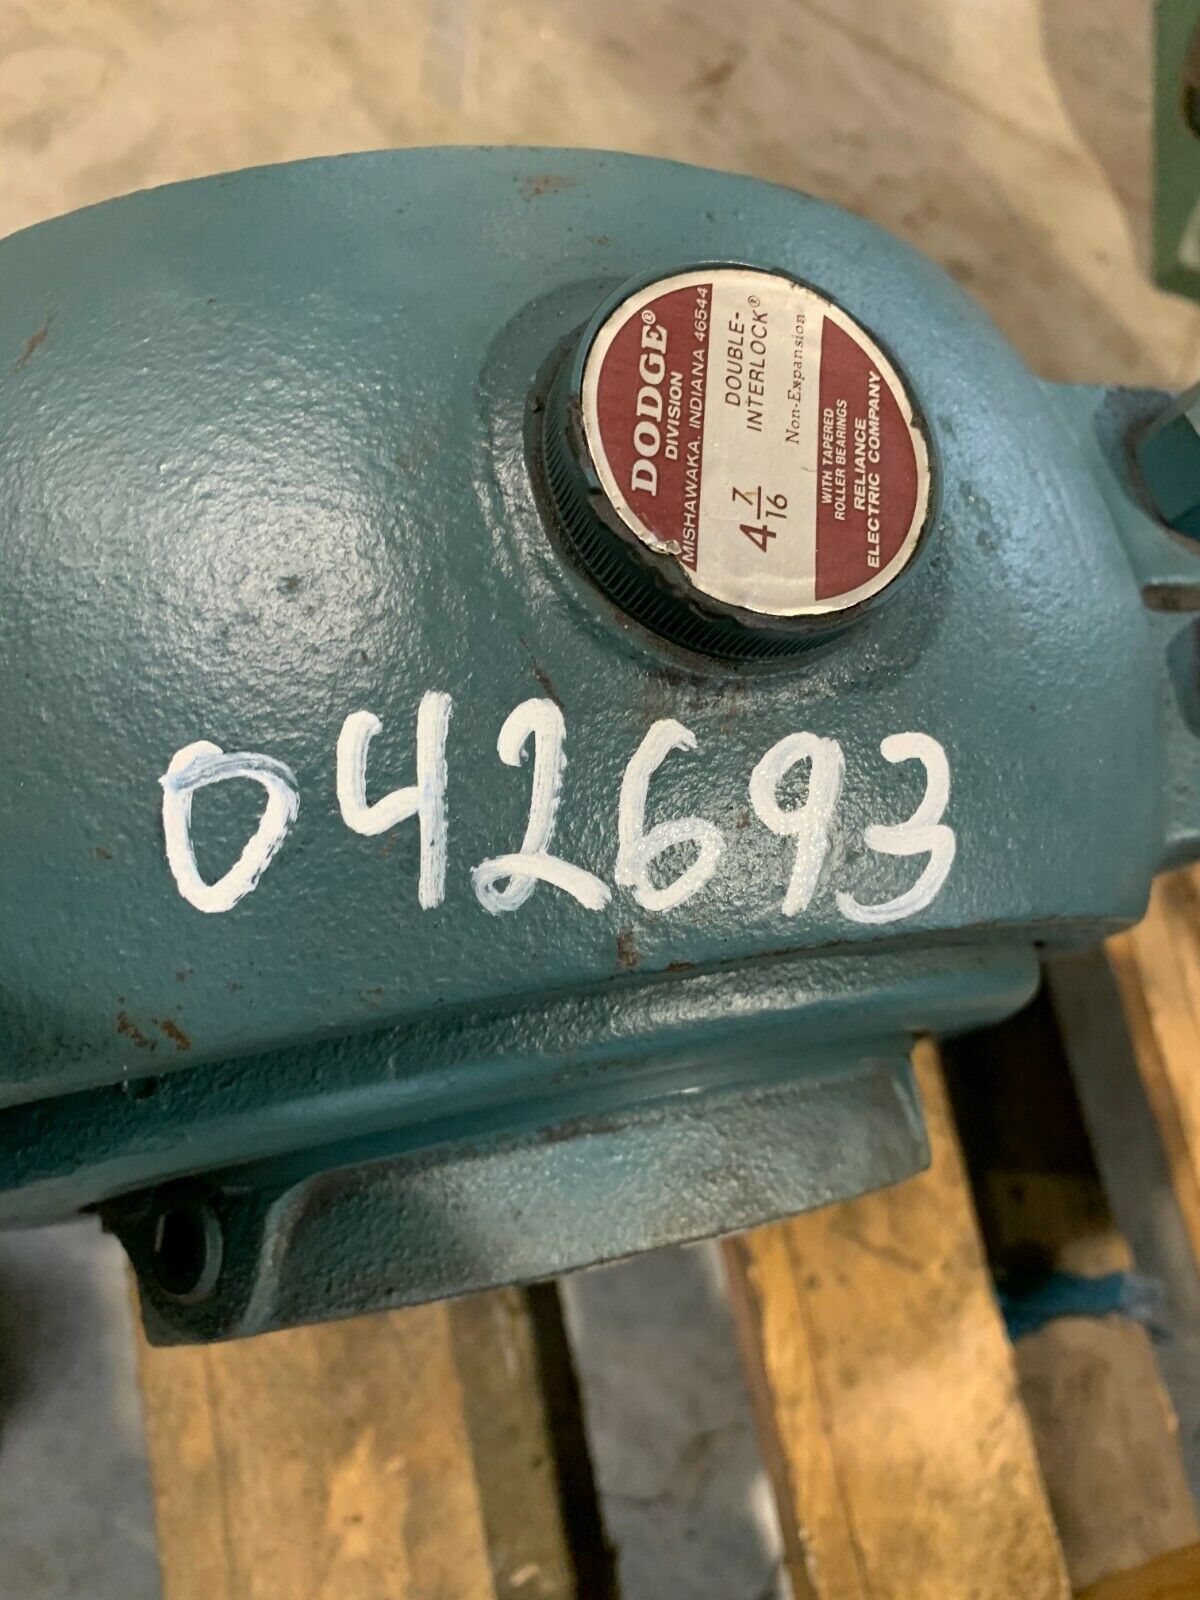 DODGE®
DIVISION
MISHAWAKA, INDIANA 46544
DOUBLE-
INTERLOCK®
Non-Expansion
4 7/16
WITH TAPERED
ROLLER BEARINGS
RELIANCE
ELECTRIC COMPANY
042693